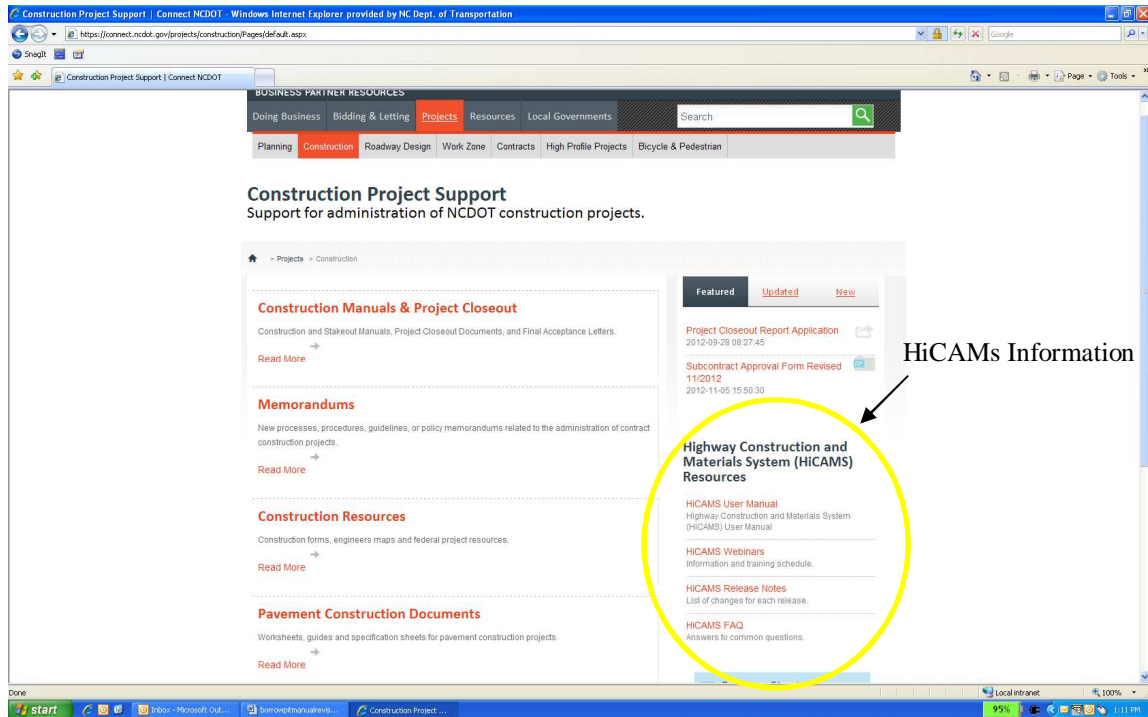 Construction Project Support | Connect NCDOT - Windows Internet Explorer provided by NC Dept. of Transportation
https://connect.ncdot.gov/projects/construction/Pages/default.aspx
Google
SnagIt
Construction Project Support | Connect NCDOT
Page
Tools
BUSINESS PARTNER RESOURCES
Doing Business Bidding & Letting Projects Resources Local Governments
Search
Planning Construction Roadway Design Work Zone Contracts High Profile Projects Bicycle & Pedestrian
Construction Project Support
Support for administration of NCDOT construction projects.
> Projects > Construction
Construction Manuals & Project Closeout
Construction and Stakeout Manuals, Project Closeout Documents, and Final Acceptance Letters.
Read More
Memorandums
New processes, procedures, guidelines, or policy memorandums related to the administration of contract
construction projects.
Read More
Construction Resources
Construction forms, engineers maps and federal project resources.
Read More
Pavement Construction Documents
Worksheets, guides and specification sheets for pavement construction projects.
Read More
Featured Updated New
Project Closeout Report Application
2012-09-28 08:27:45
Subcontract Approval Form Revised
11/2012
2012-11-05 15:50:30
HiCAMs Information
Highway Construction and
Materials System (HiCAMS)
Resources
HiCAMS User Manual
Highway Construction and Materials System
(HiCAMS) User Manual
HiCAMS Webinars
Information and training schedule.
HiCAMS Release Notes
List of changes for each release.
HiCAMS FAQ
Answers to common questions.
Done
Local intranet
100%
start
Inbox - Microsoft Out...
borrowpitmanualrevis...
Construction Project ...
95%
1:11 PM